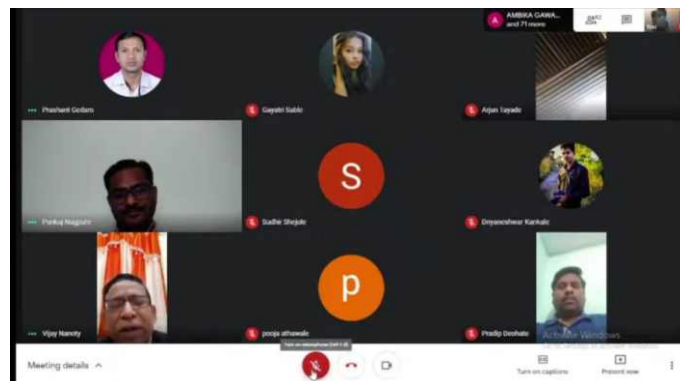 A
AMBIKA GAWA...
and 71 more
Prashant Gedam
Gayatri Sable
Arjun Tayade
S
Pankaj Nagpure
Sudhir Shejole
Dnyaneshwar Kankale
p
Vijay Nanoty
pooja athawale
Pradip Deohate
Activate Windows
Meeting details
Turn on captions
Present now